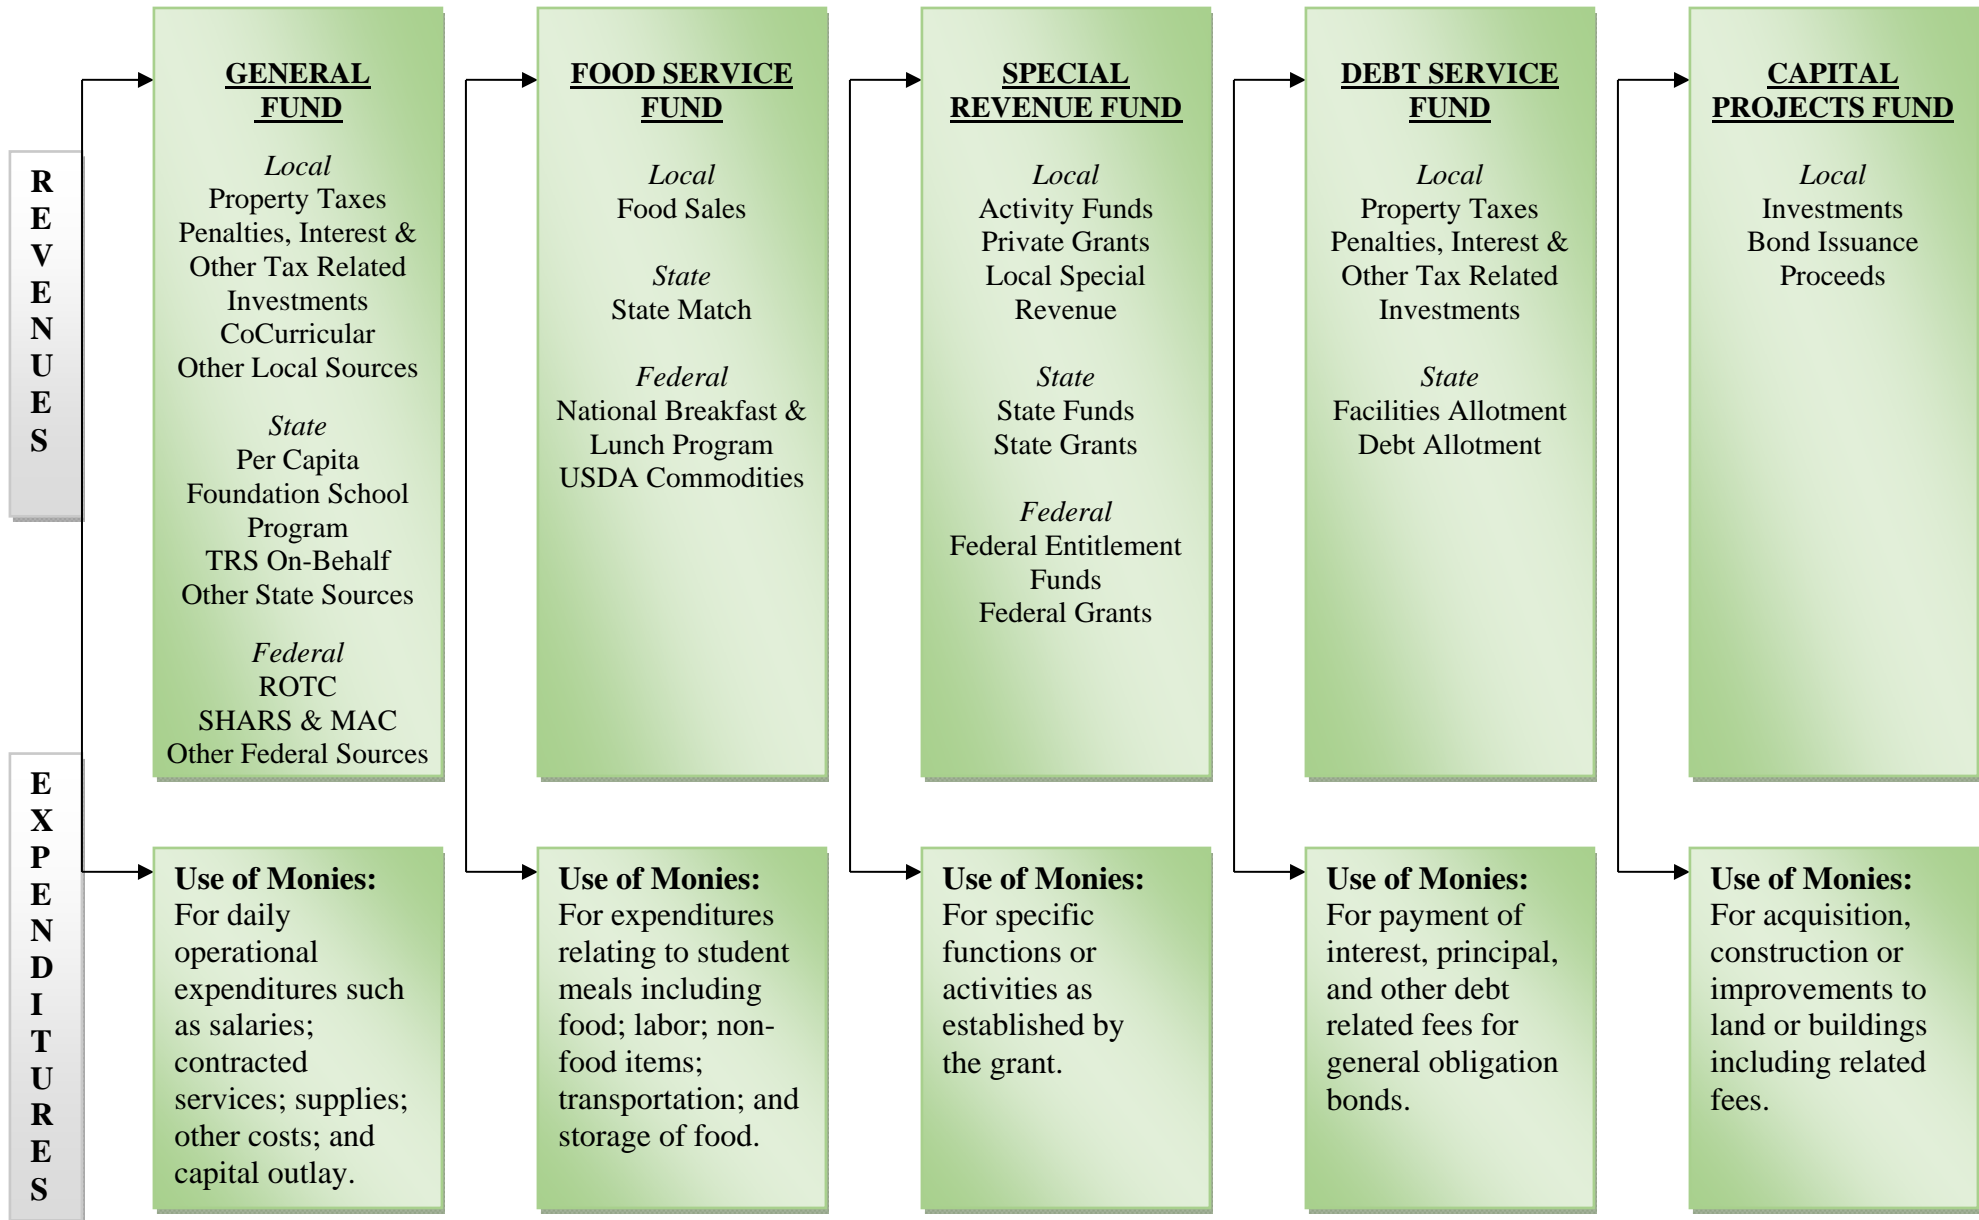 REVENUES
GENERAL
FUND
Local
Property Taxes
Penalties, Interest &
Other Tax Related
Investments
CoCurricular
Other Local Sources
State
Per Capita
Foundation School
Program
TRS On-Behalf
Other State Sources
Federal
ROTC
SHARS & MAC
Other Federal Sources
FOOD SERVICE
FUND
Local
Food Sales
State
State Match
Federal
National Breakfast &
Lunch Program
USDA Commodities
SPECIAL
REVENUE FUND
Local
Activity Funds
Private Grants
Local Special
Revenue
State
State Funds
State Grants
Federal
Federal Entitlement
Funds
Federal Grants
DEBT SERVICE
FUND
Local
Property Taxes
Penalties, Interest &
Other Tax Related
Investments
State
Facilities Allotment
Debt Allotment
CAPITAL
PROJECTS FUND
Local
Investments
Bond Issuance
Proceeds
EXPENDITURES
Use of Monies:
For daily
operational
expenditures such
as salaries;
contracted
services; supplies;
other costs; and
capital outlay.
Use of Monies:
For expenditures
relating to student
meals including
food; labor; non-
food items;
transportation; and
storage of food.
Use of Monies:
For specific
functions or
activities as
established by
the grant.
Use of Monies:
For payment of
interest, principal,
and other debt
related fees for
general obligation
bonds.
Use of Monies:
For acquisition,
construction or
improvements to
land or buildings
including related
fees.